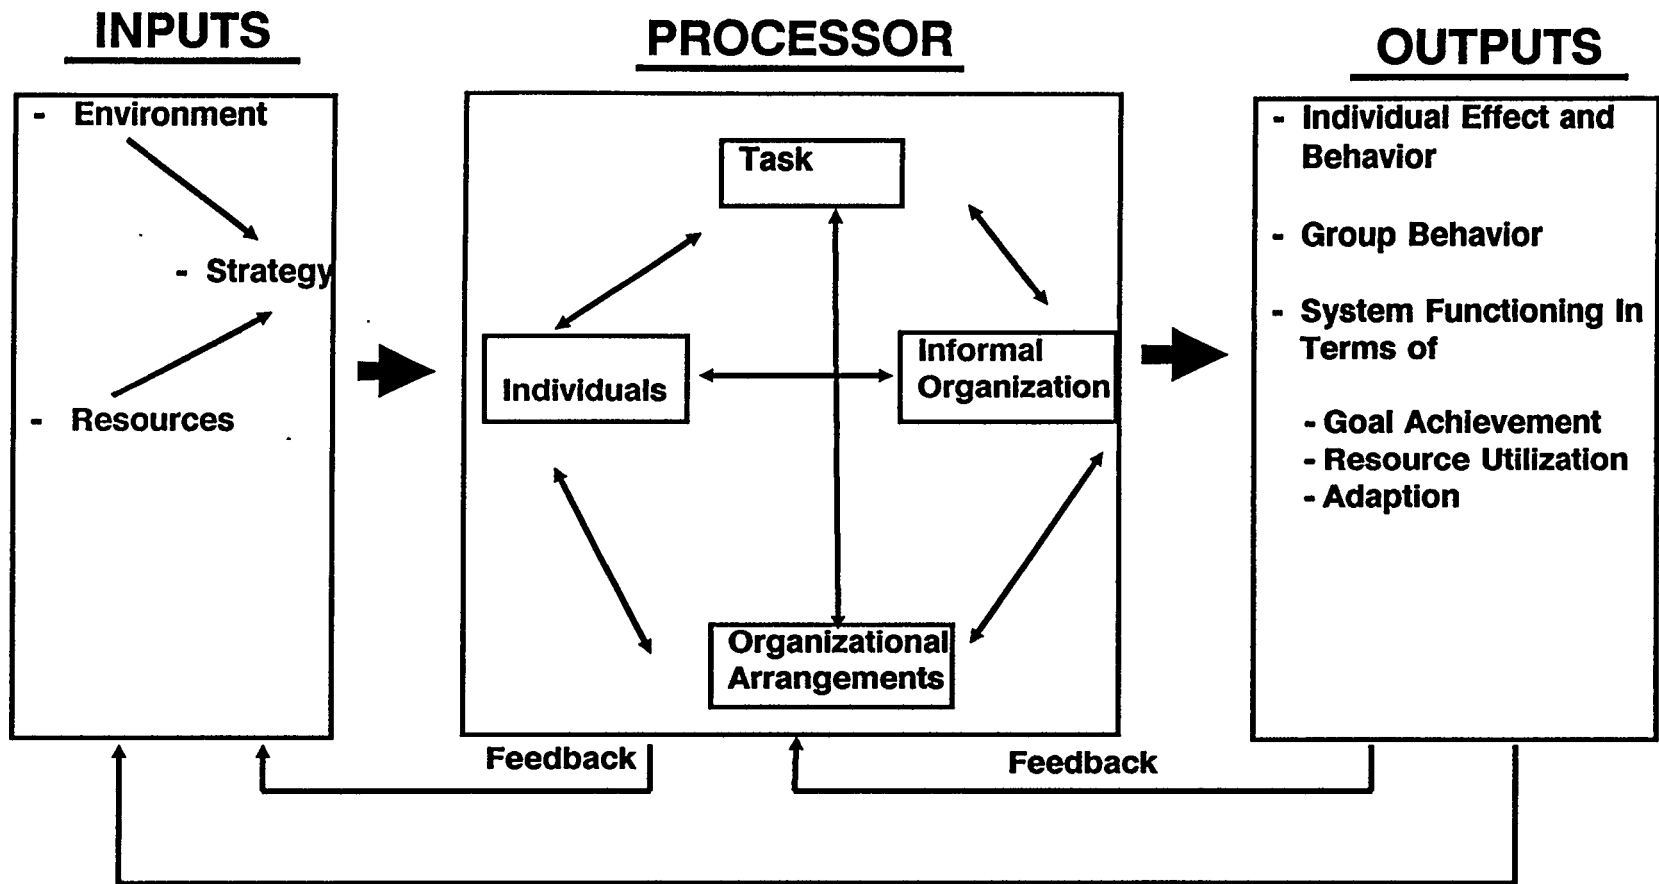 INPUTS
- Environment
- Strategy
- Resources
PROCESSOR
Task
Individuals
Informal
Organization
Organizational
Arrangements
OUTPUTS
- Individual Effect and
Behavior
- Group Behavior
- System Functioning In
Terms of
- Goal Achievement
- Resource Utilization
- Adaption
Feedback
Feedback